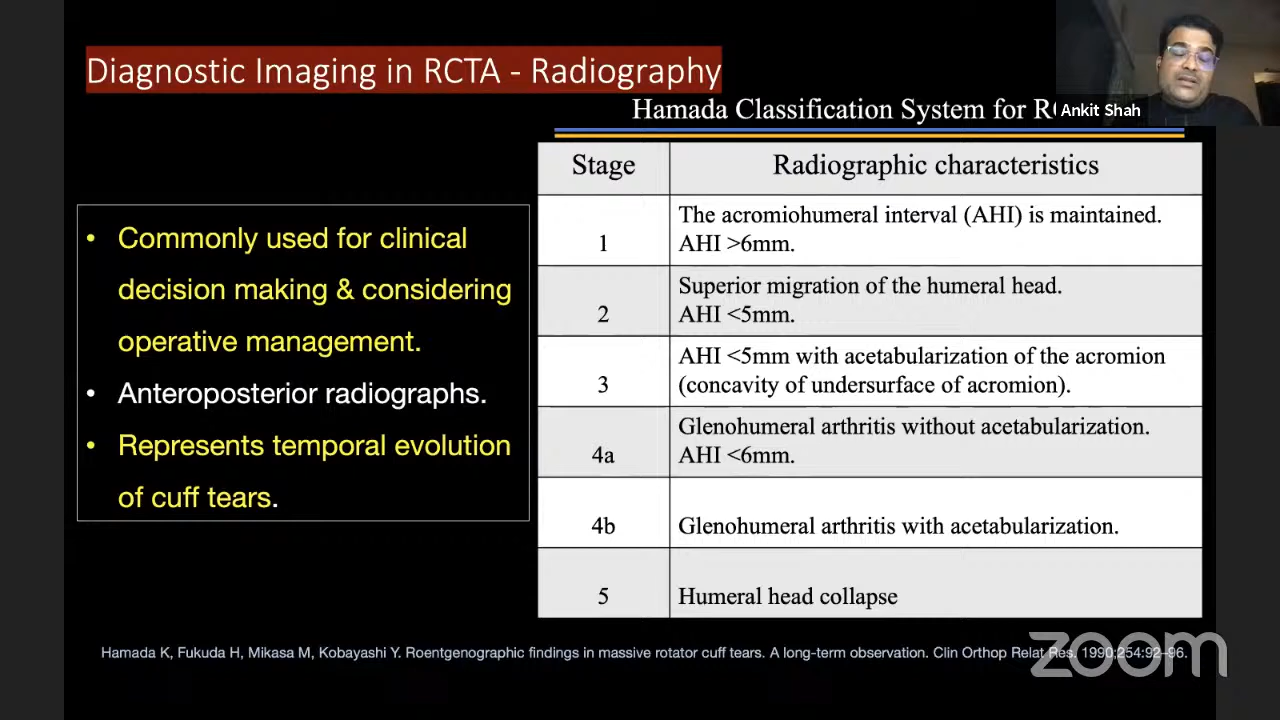 Diagnostic Imaging in RCTA - Radiography
Ankit Shah
Hamada Classification System for
• Commonly used for clinical
decision making & considering
operative management.
• Anteroposterior radiographs.
• Represents temporal evolution
of cuff tears.
Stage Radiographic characteristics
1 The acromiohumeral interval (AHI) is maintained.
AHI >6mm.
2 Superior migration of the humeral head.
AHI <5mm.
3 AHI <5mm with acetabularization of the acromion
(concavity of undersurface of acromion).
4a Glenohumeral arthritis without acetabularization.
AHI <6mm.
4b Glenohumeral arthritis with acetabularization.
5 Humeral head collapse
Hamada K, Fukuda H, Mikasa M, Kobayashi Y. Roentgenographic findings in massive rotator cuff tears. A long-term observation. Clin Orthop Relat Res. 1990;254:92–96.
zoom